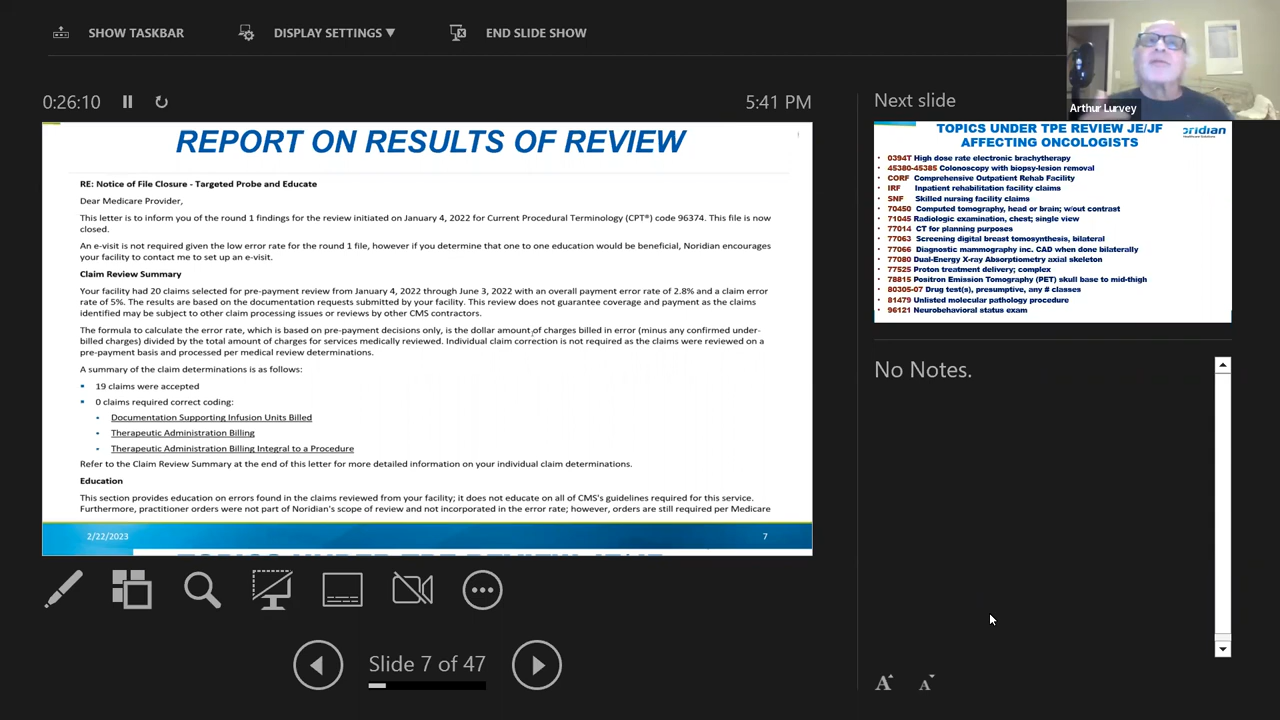 SHOW TASKBAR
DISPLAY SETTINGS ▼
END SLIDE SHOW
Arthur Lurvey
0:26:10
5:41 PM
REPORT ON RESULTS OF REVIEW
RE: Notice of File Closure - Targeted Probe and Educate
Dear Medicare Provider,
This letter is to inform you of the round 1 findings for the review initiated on January 4, 2022 for Current Procedural Terminology (CPT®) code 96374. This file is now
closed.
An e-visit is not required given the low error rate for the round 1 file, however if you determine that one to one education would be beneficial, Noridian encourages
your facility to contact me to set up an e-visit.
Claim Review Summary
Your facility had 20 claims selected for pre-payment review from January 4, 2022 through June 3, 2022 with an overall payment error rate of 2.8% and a claim error
rate of 5%. The results are based on the documentation requests submitted by your facility. This review does not guarantee coverage and payment as the claims
identified may be subject to other claim processing issues or reviews by other CMS contractors.
The formula to calculate the error rate, which is based on pre-payment decisions only, is the dollar amount of charges billed in error (minus any confirmed under-
billed charges) divided by the total amount of charges for services medically reviewed. Individual claim correction is not required as the claims were reviewed on a
pre-payment basis and processed per medical review determinations.
A summary of the claim determinations is as follows:
19 claims were accepted
0 claims required correct coding:
Documentation Supporting Infusion Units Billed
Therapeutic Administration Billing
Therapeutic Administration Billing Integral to a Procedure
Refer to the Claim Review Summary at the end of this letter for more detailed information on your individual claim determinations.
Education
This section provides education on errors found in the claims reviewed from your facility; it does not educate on all of CMS's guidelines required for this service.
Furthermore, practitioner orders were not part of Noridian's scope of review and not incorporated in the error rate; however, orders are still required per Medicare
2/22/2023
7
Slide 7 of 47
Next slide
TOPICS UNDER TPE REVIEW JE/JF
AFFECTING ONCOLOGISTS
oridian
Healthcare Solutions
• 0394T High dose rate electronic brachytherapy
• 45380-45385 Colonoscopy with biopsy-lesion removal
• CORF Comprehensive Outpatient Rehab Facility
• IRF Inpatient rehabilitation facility claims
• SNF Skilled nursing facility claims
• 70450 Computed tomography, head or brain; w/out contrast
• 71045 Radiologic examination, chest; single view
• 77014 CT for planning purposes
• 77063 Screening digital breast tomosynthesis, bilateral
• 77066 Diagnostic mammography inc. CAD when done bilaterally
• 77080 Dual-Energy X-ray Absorptiometry axial skeleton
• 77525 Proton treatment delivery; complex
• 78815 Positron Emission Tomography (PET) skull base to mid-thigh
• 80305-07 Drug test(s), presumptive, any # classes
• 81479 Unlisted molecular pathology procedure
• 96121 Neurobehavioral status exam
No Notes.
A A